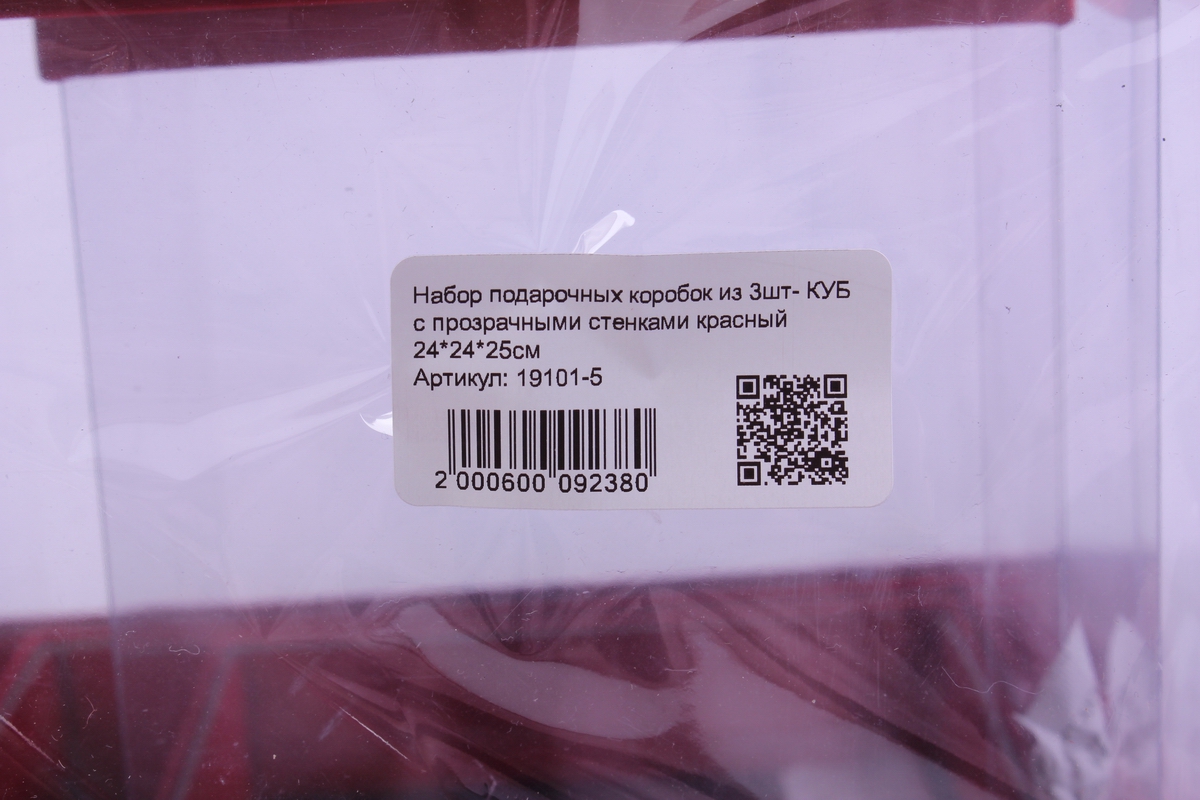 Набор подарочных коробок из 3шт- КУБ
с прозрачными стенками красный
24*24*25см
Артикул: 19101-5
2 000600 092380